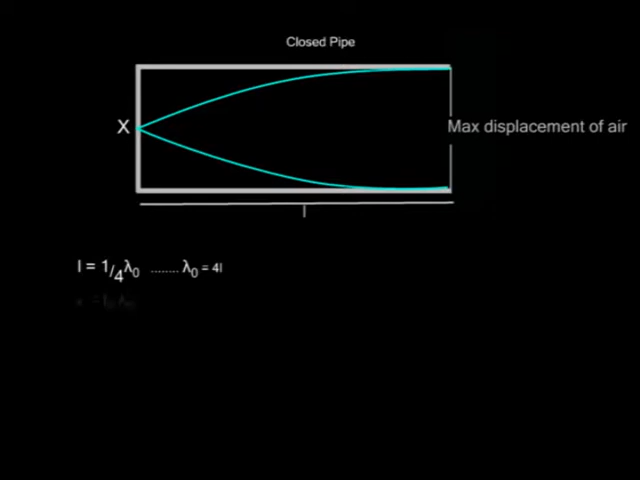 Closed Pipe
X
Max displacement of air
l
l = 1/4λ₀ ........ λ₀ = 4l